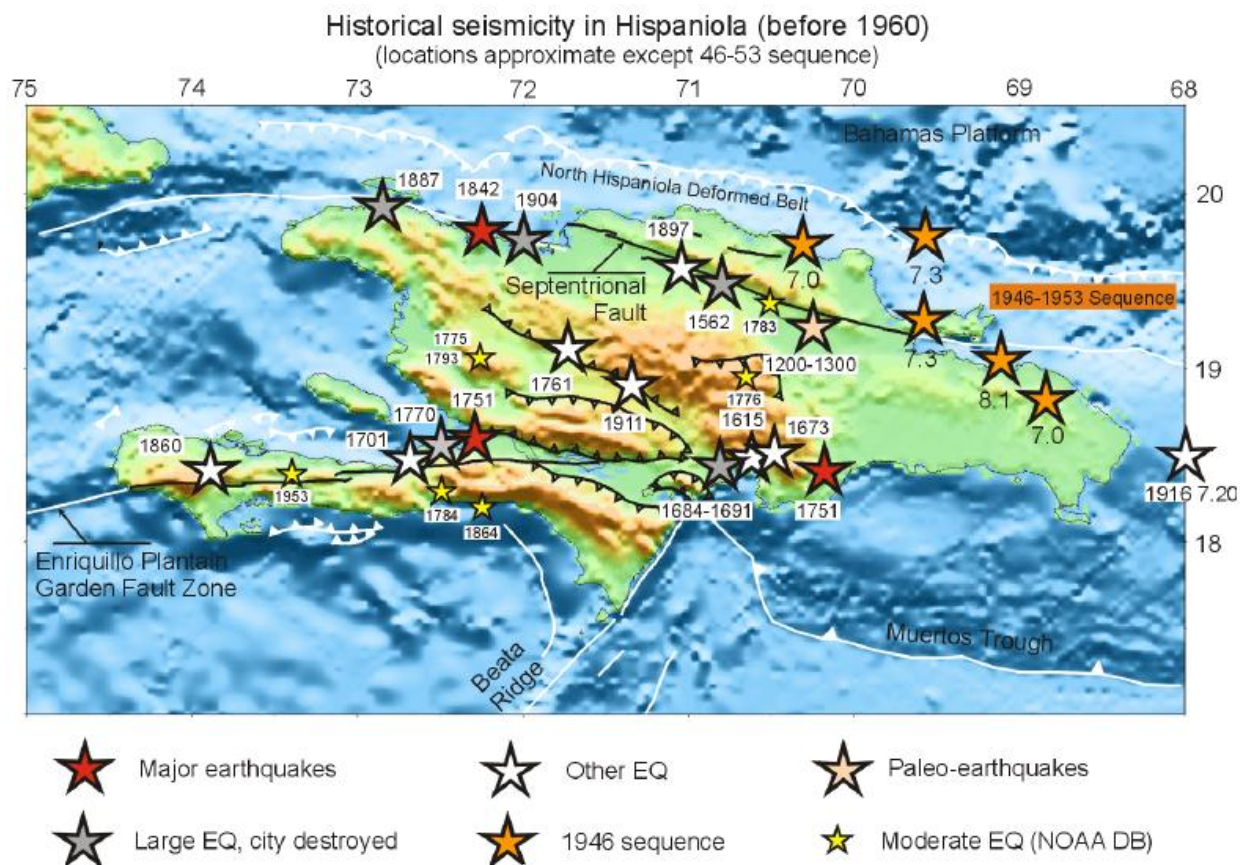 Historical seismicity in Hispaniola (before 1960)
(locations approximate except 46-53 sequence)
75 74 73 72 71 70 69 68
Bahamas Platform
20
1887
1842
1904
North Hispaniola Deformed Belt
1897
7.0
7.3
Septentrional
Fault
1946-1953 Sequence
1562
1783
1775
1793
1200-1300
7.3
19
1761
1776
8.1
7.0
1770
1751
1911
1615
1673
1860
1701
1953
1784
1864
1684-1691
1751
1916 7.20
18
Enriquillo Plantain
Garden Fault Zone
Beata
Ridge
Muertos Trough
Major earthquakes
Other EQ
Paleo-earthquakes
Large EQ, city destroyed
1946 sequence
Moderate EQ (NOAA DB)